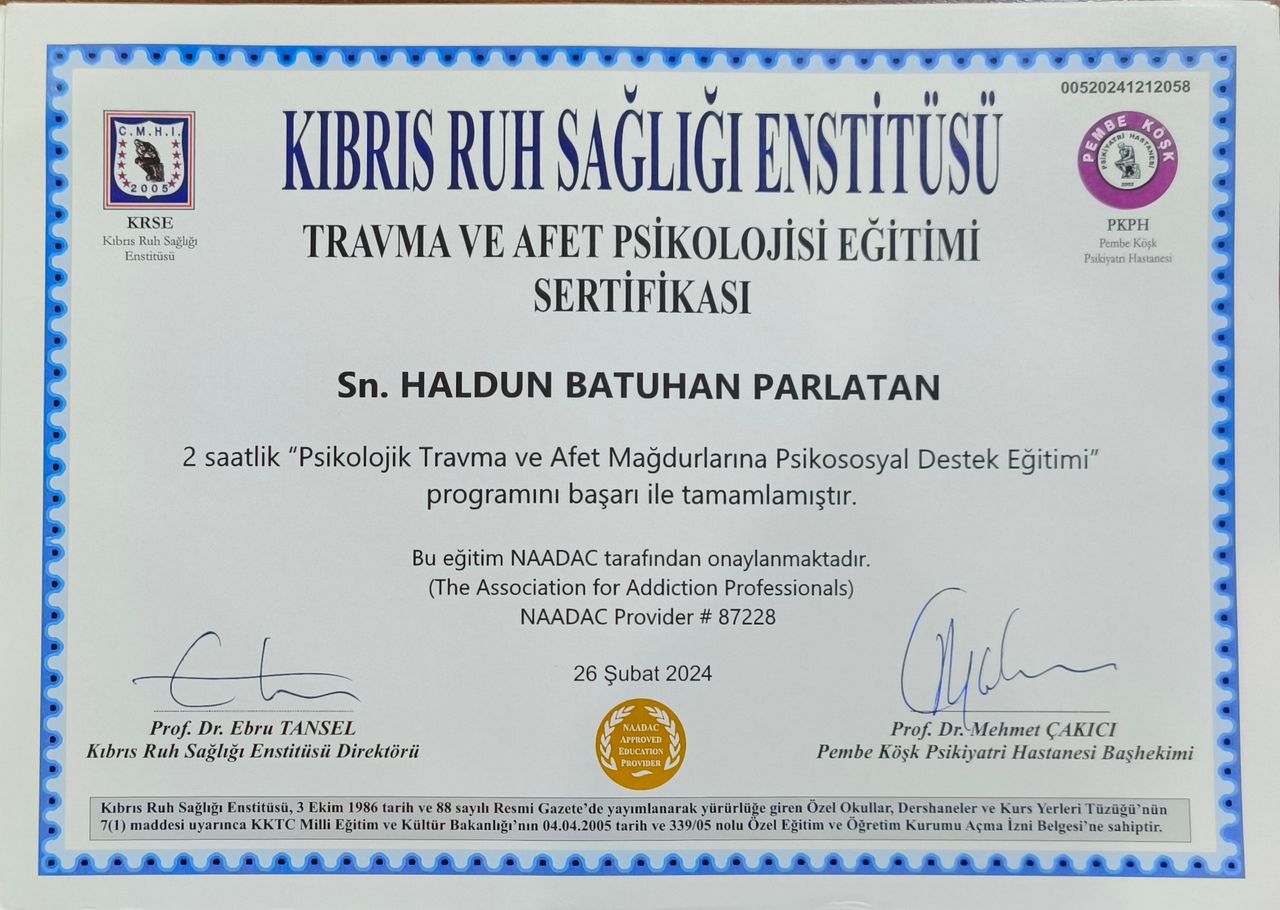 00520241212058
C.M.H.I.
2005
KRSE
Kıbrıs Ruh Sağlığı
Enstitüsü
KIBRIS RUH SAĞLIĞI ENSTİTÜSÜ
PEMBE KÖŞK
PSİKİYATRİ HASTANESİ
2002
PKPH
Pembe Köşk
Psikiyatri Hastanesi
TRAVMA VE AFET PSİKOLOJİSİ EĞİTİMİ
SERTİFİKASI
Sn. HALDUN BATUHAN PARLATAN
2 saatlik “Psikolojik Travma ve Afet Mağdurlarına Psikososyal Destek Eğitimi”
programını başarı ile tamamlamıştır.
Bu eğitim NAADAC tarafından onaylanmaktadır.
(The Association for Addiction Professionals)
NAADAC Provider # 87228
26 Şubat 2024
Prof. Dr. Ebru TANSEL
Kıbrıs Ruh Sağlığı Enstitüsü Direktörü
NAADAC
APPROVED
EDUCATION
PROVIDER
Prof. Dr. Mehmet ÇAKICI
Pembe Köşk Psikiyatri Hastanesi Başhekimi
Kıbrıs Ruh Sağlığı Enstitüsü, 3 Ekim 1986 tarih ve 88 sayılı Resmi Gazete’de yayımlanarak yürürlüğe giren Özel Okullar, Dershaneler ve Kurs Yerleri Tüzüğü’nün
7(1) maddesi uyarınca KKTC Milli Eğitim ve Kültür Bakanlığı’nın 04.04.2005 tarih ve 339/05 nolu Özel Eğitim ve Öğretim Kurumu Açma İzni Belgesi’ne sahiptir.